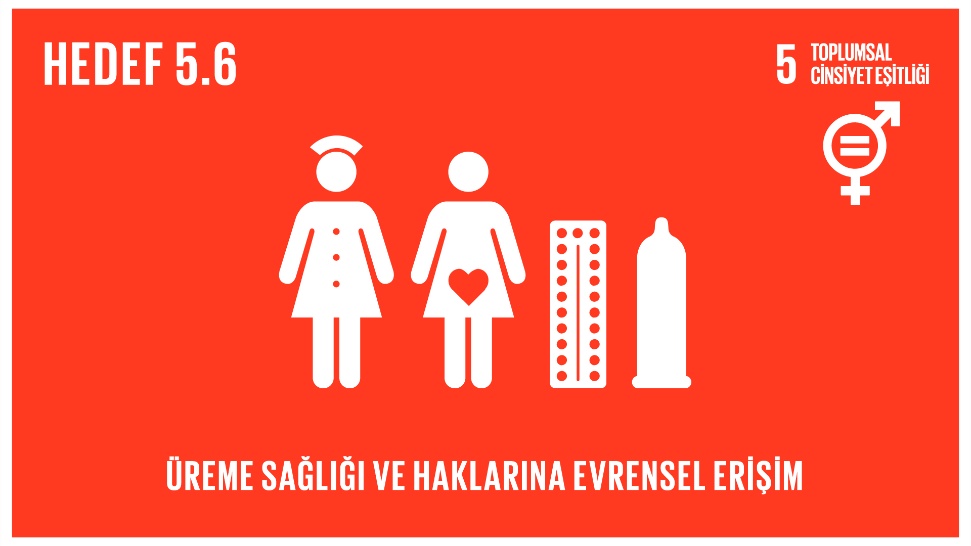 HEDEF 5.6
5 TOPLUMSAL
CİNSİYET EŞİTLİĞİ
ÜREME SAĞLIĞI VE HAKLARINA EVRENSEL ERİŞİM